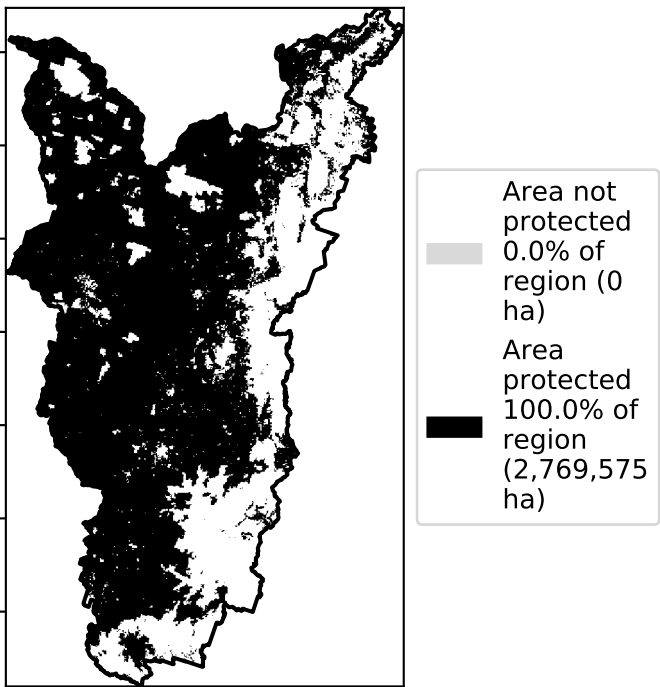 Area not
protected
0.0% of
region (0
ha)
Area
protected
100.0% of
region
(2,769,575
ha)